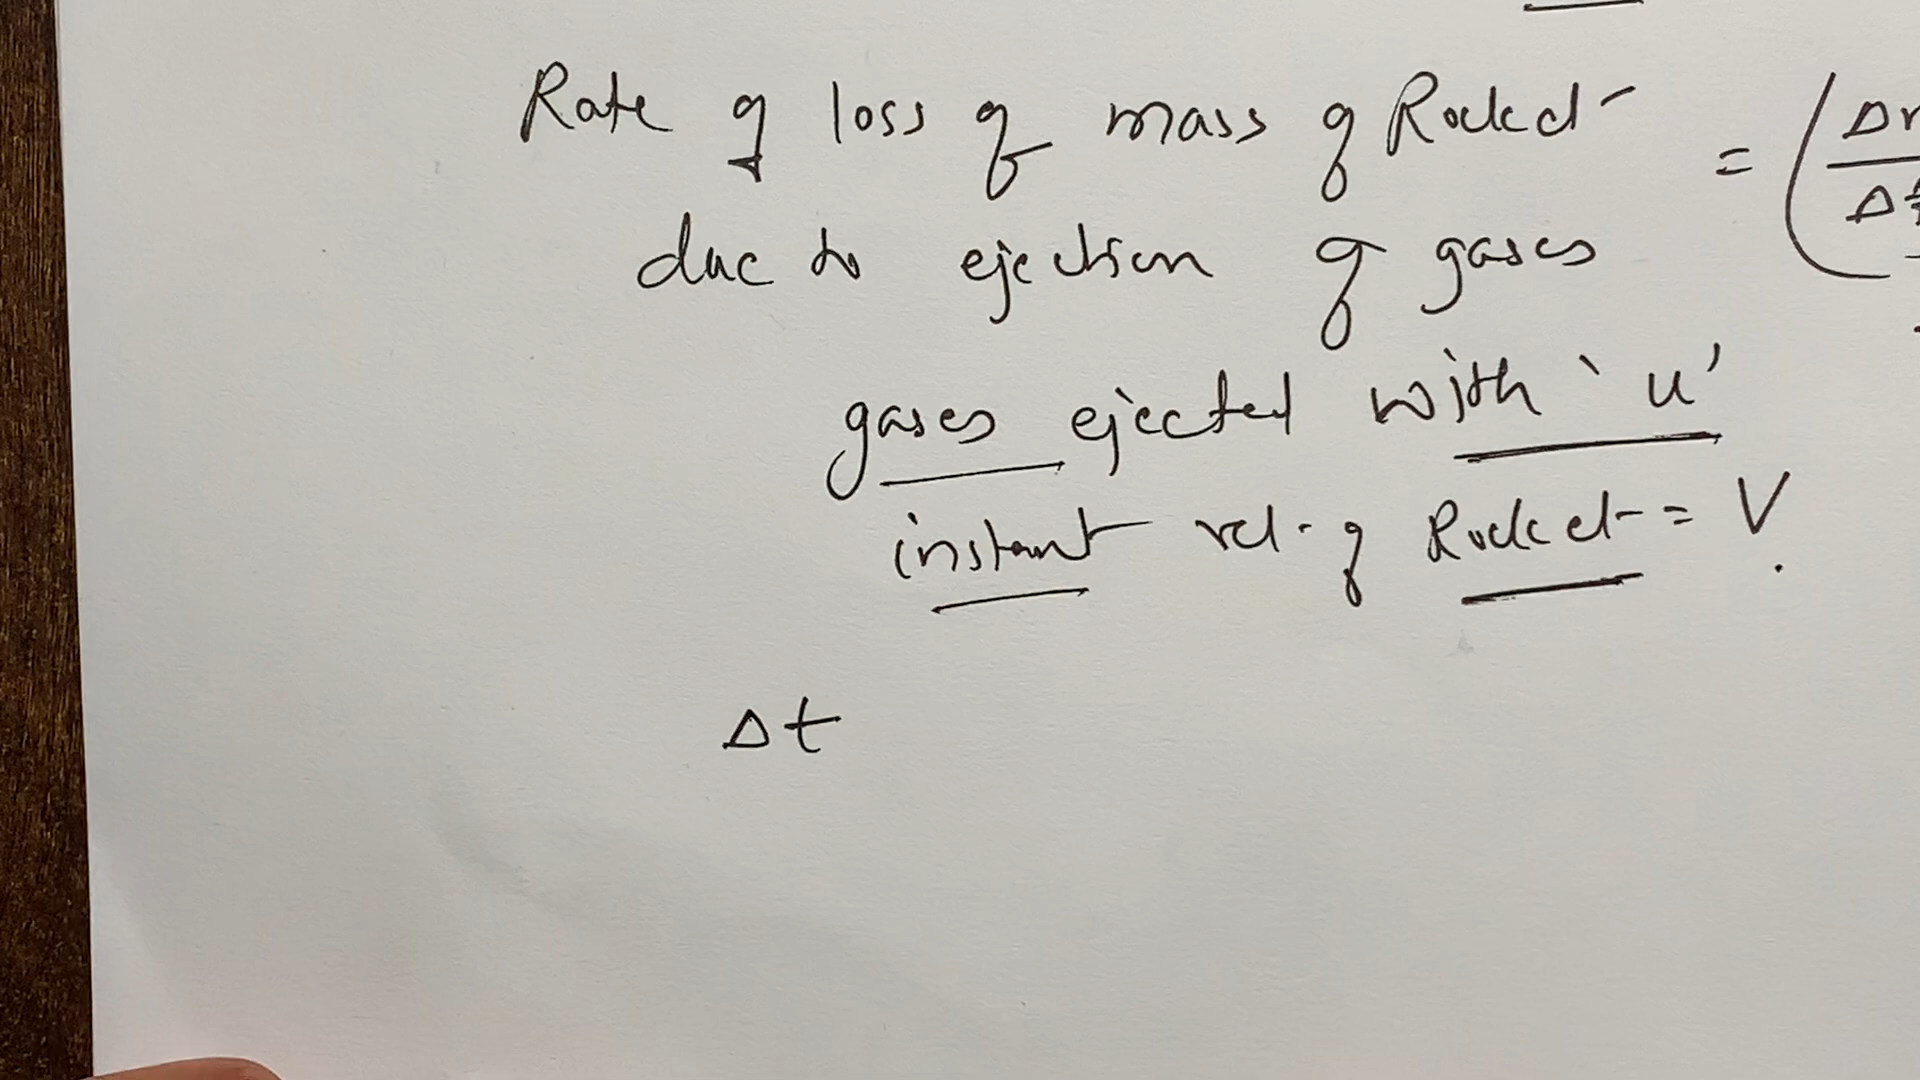 Rate of loss of mass of Rocket = (Δ
Δt
due to ejection of gases
gases ejected with 'u'
instant vel. of Rocket = V.
Δt